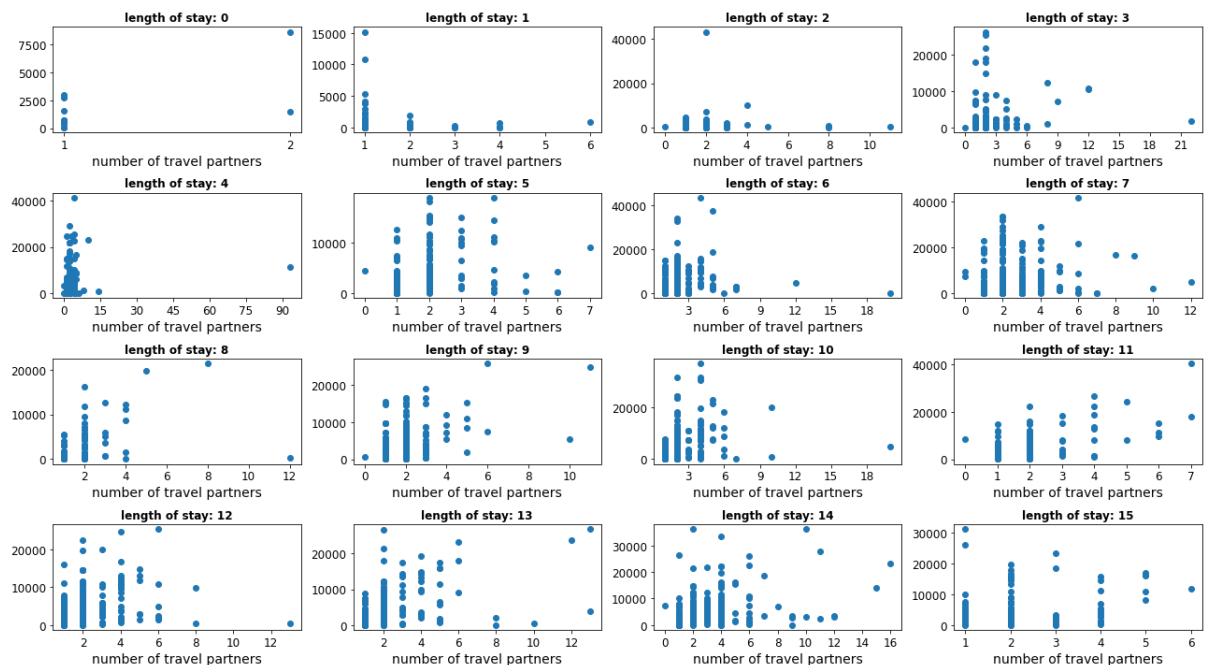 length of stay: 0
7500
5000
2500
0
1 2
number of travel partners
length of stay: 1
15000
10000
5000
0
1 2 3 4 5 6
number of travel partners
length of stay: 2
40000
20000
0
0 2 4 6 8 10
number of travel partners
length of stay: 3
20000
10000
0
0 3 6 9 12 15 18 21
number of travel partners
length of stay: 4
40000
20000
0
0 15 30 45 60 75 90
number of travel partners
length of stay: 5
10000
0
0 1 2 3 4 5 6 7
number of travel partners
length of stay: 6
40000
20000
0
3 6 9 12 15 18
number of travel partners
length of stay: 7
40000
20000
0
0 2 4 6 8 10 12
number of travel partners
length of stay: 8
20000
10000
0
2 4 6 8 10 12
number of travel partners
length of stay: 9
20000
10000
0
0 2 4 6 8 10
number of travel partners
length of stay: 10
20000
0
3 6 9 12 15 18
number of travel partners
length of stay: 11
40000
20000
0
0 1 2 3 4 5 6 7
number of travel partners
length of stay: 12
20000
10000
0
2 4 6 8 10 12
number of travel partners
length of stay: 13
20000
10000
0
2 4 6 8 10 12
number of travel partners
length of stay: 14
30000
20000
10000
0
0 2 4 6 8 10 12 14 16
number of travel partners
length of stay: 15
30000
20000
10000
0
1 2 3 4 5 6
number of travel partners